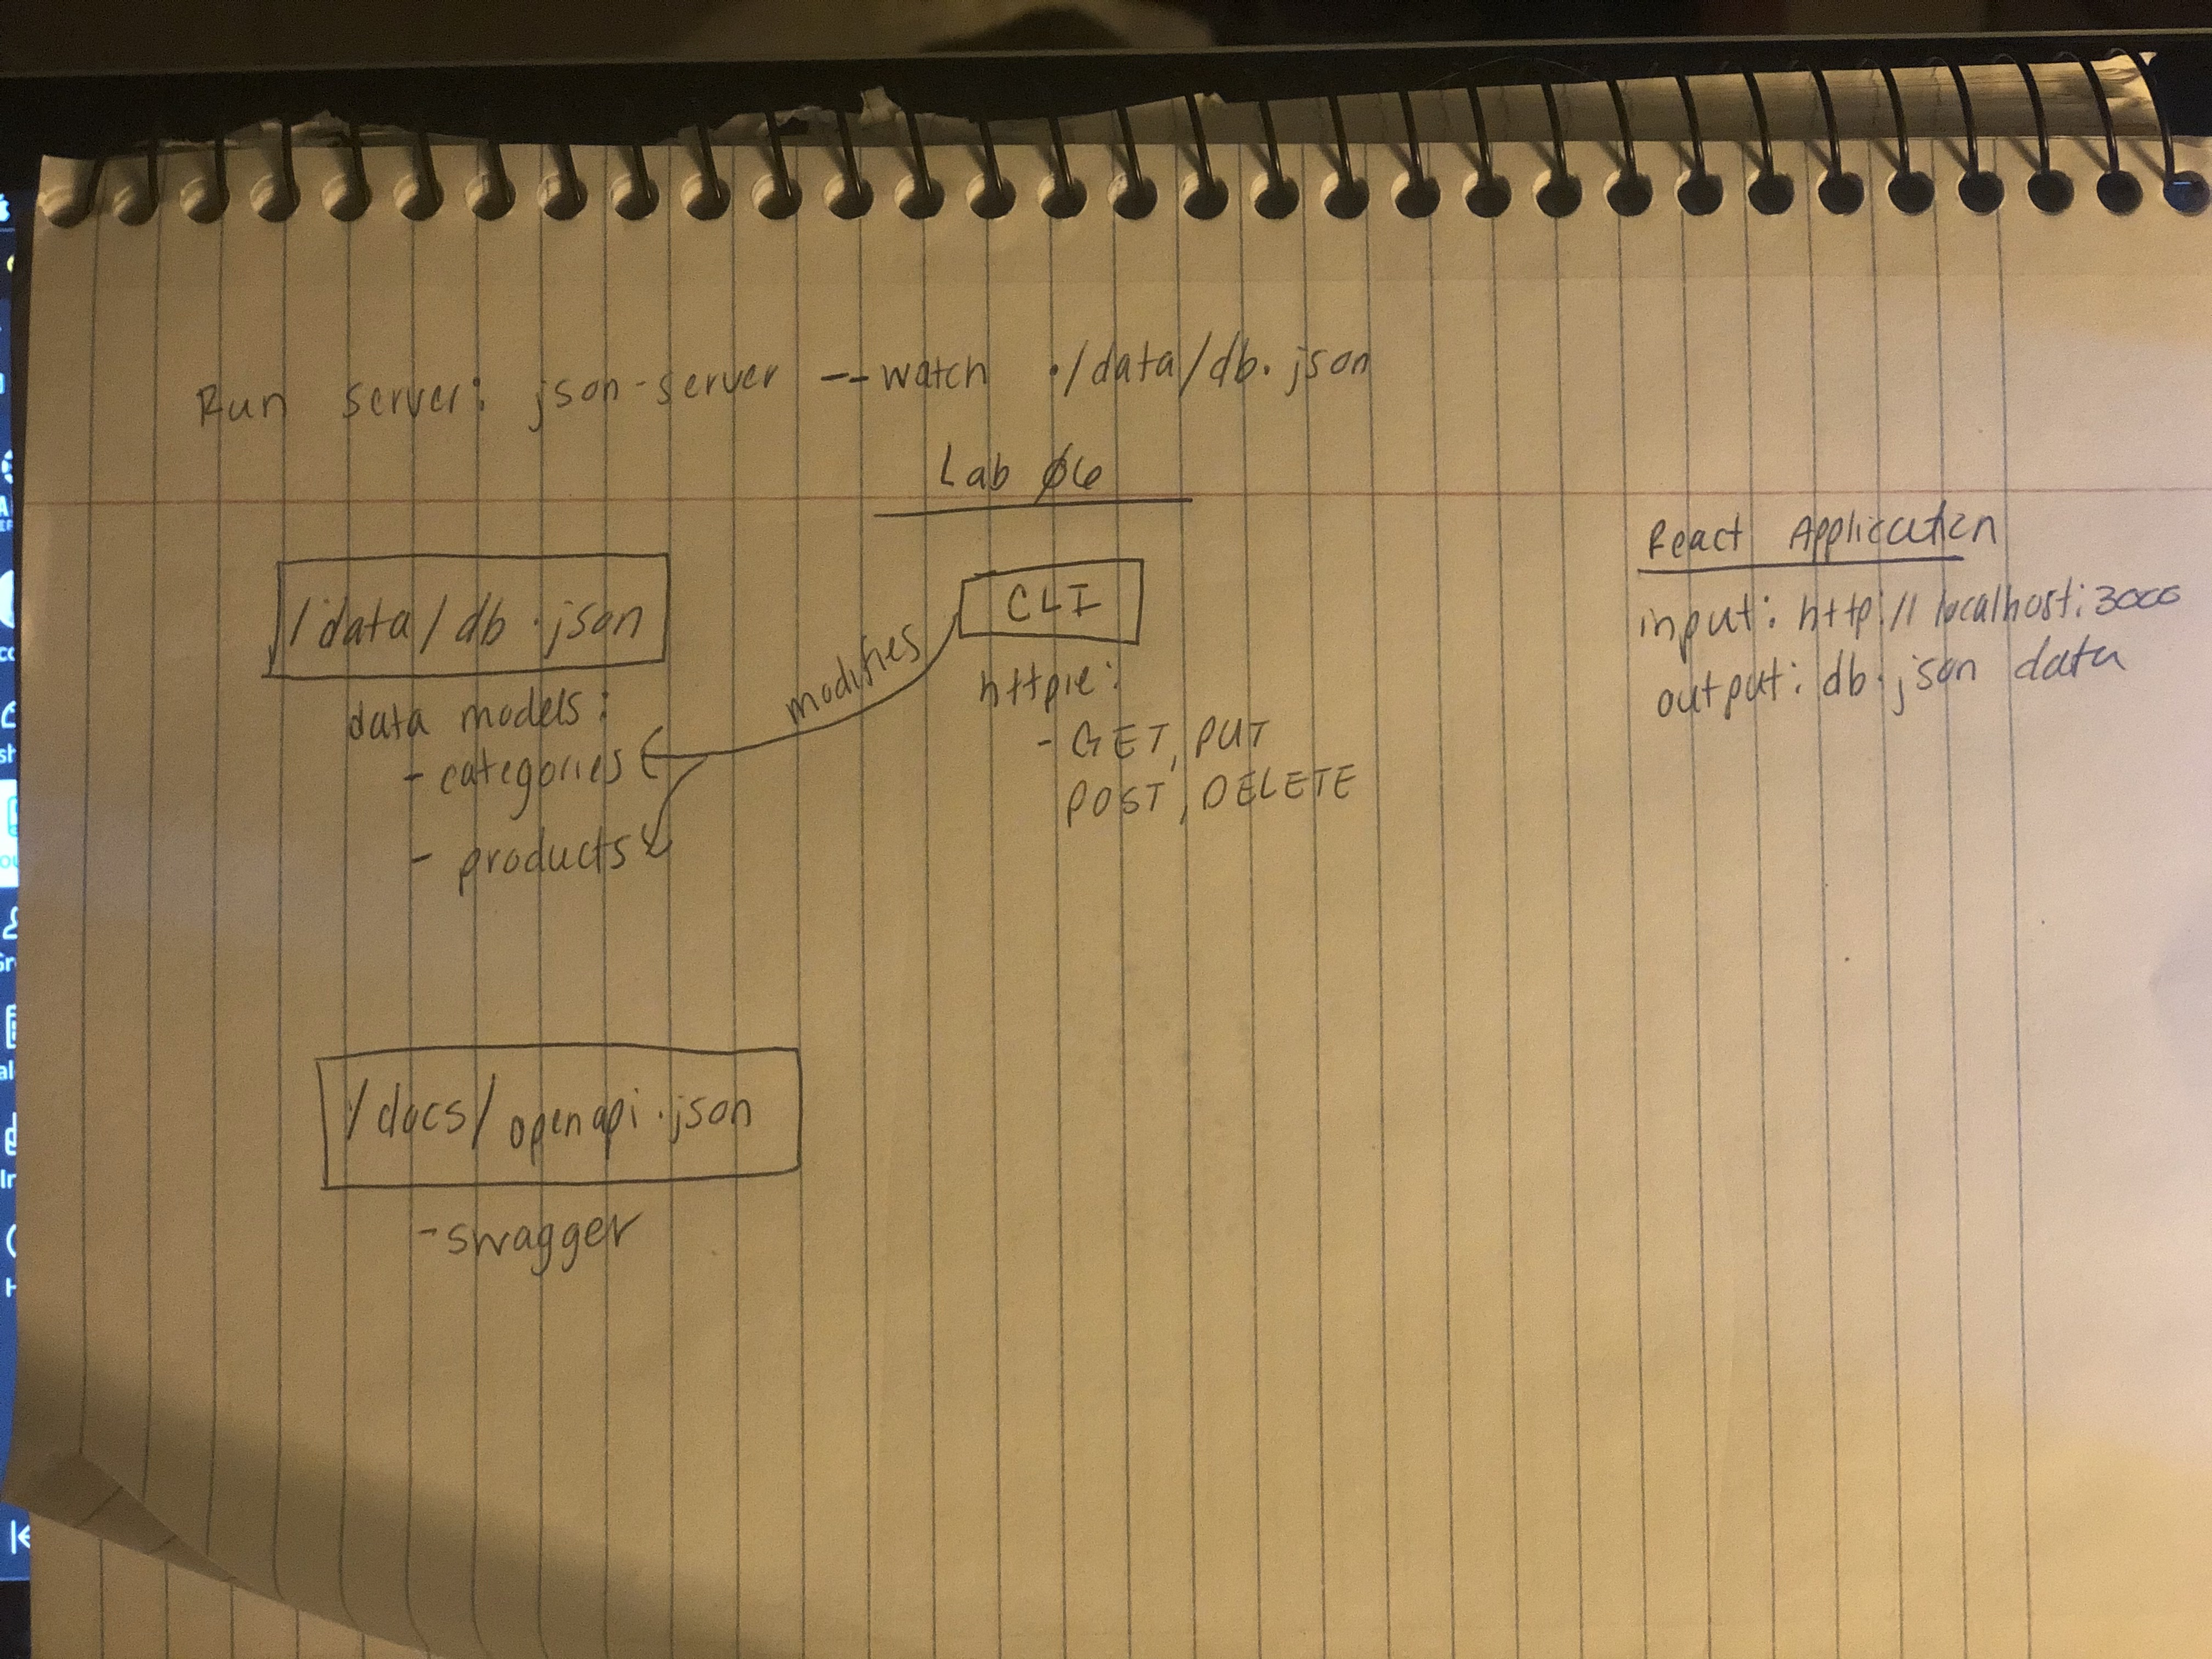 Run server: json-server --watch ./data/db.json
Lab 06
/data/db.json
data models:
- categories
- products
modifies
CLI
httpie:
- GET, PUT
POST, DELETE
React Application
input: http://localhost:3000
output: db.json data
/docs/openapi.json
- swagger